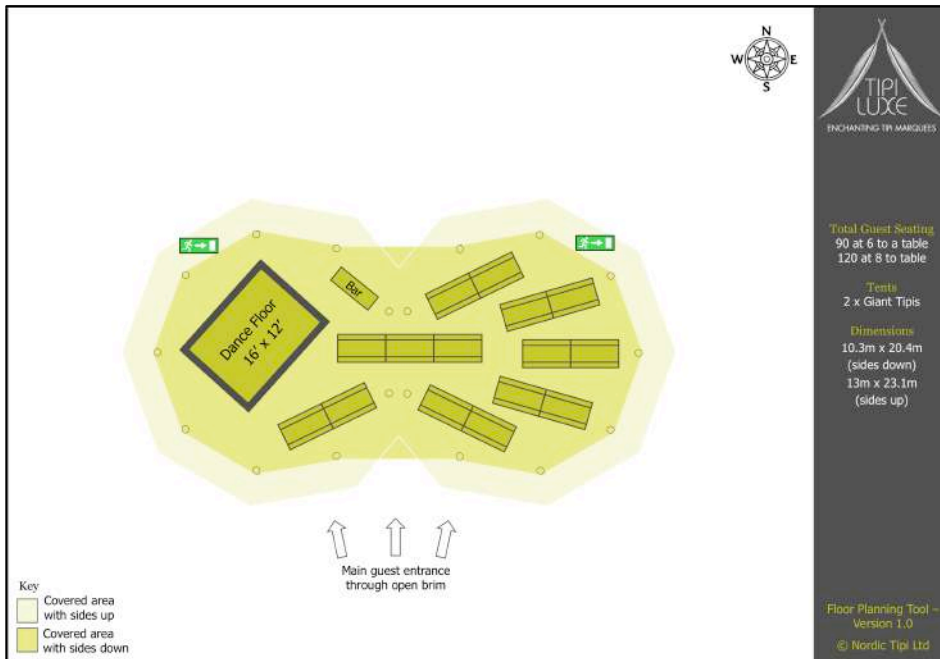 N
W E
S
TIPI
LUXE
ENCHANTING TIPI MARQUEES
Total Guest Seating
90 at 6 to a table
120 at 8 to table
Tents
2 x Giant Tipis
Dimensions
10.3m x 20.4m
(sides down)
13m x 23.1m
(sides up)
Bar
Dance Floor
16' x 12'
Main guest entrance
through open brim
Key
Covered area
with sides up
Covered area
with sides down
Floor Planning Tool –
Version 1.0
© Nordic Tipi Ltd